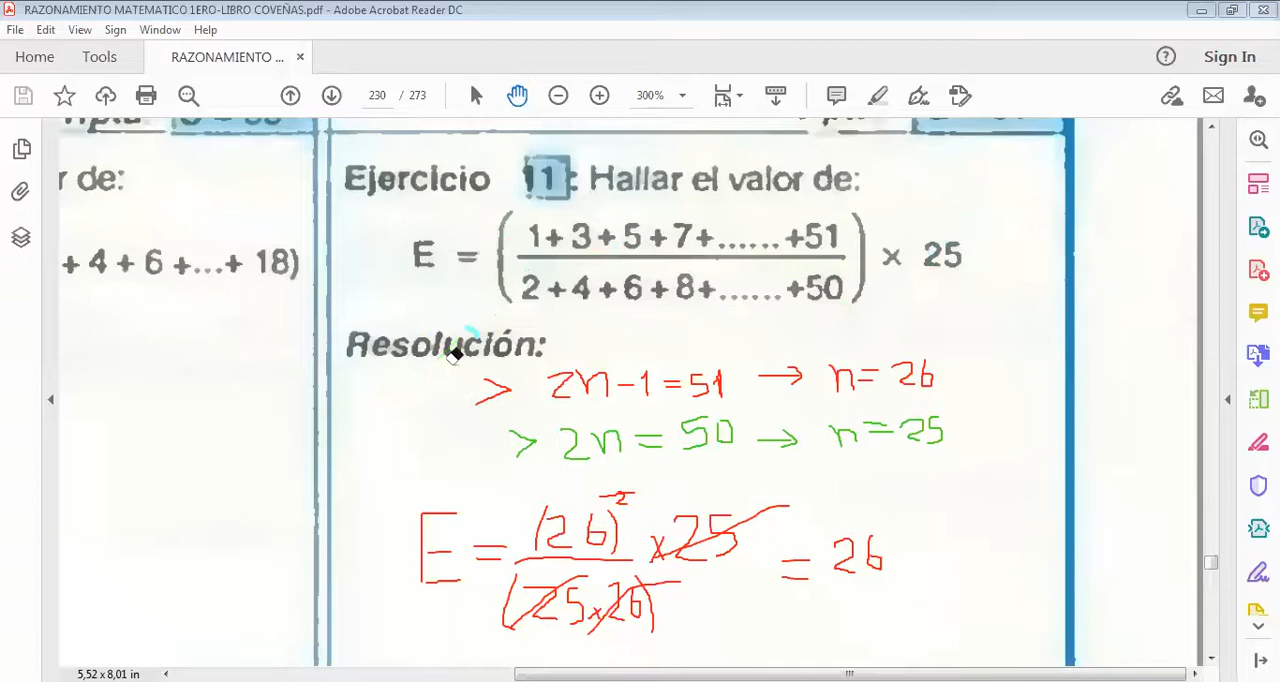 RAZONAMIENTO MATEMATICO 1ERO-LIBRO COVEÑAS.pdf - Adobe Acrobat Reader DC
File Edit View Sign Window Help
Home Tools RAZONAMIENTO ... × Sign In
230 / 273 300%
r de:
+ 4 + 6 +...+ 18)
Ejercicio 11 : Hallar el valor de:
E = ( 1+ 3 + 5 + 7 +......+51
2 + 4 + 6 + 8+......+50 ) × 25
Resolución:
> 2n-1=51 → n=26
> 2n = 50 → n=25
E = (26)² × 25
(25×26)
= 26
5,52 x 8,01 in